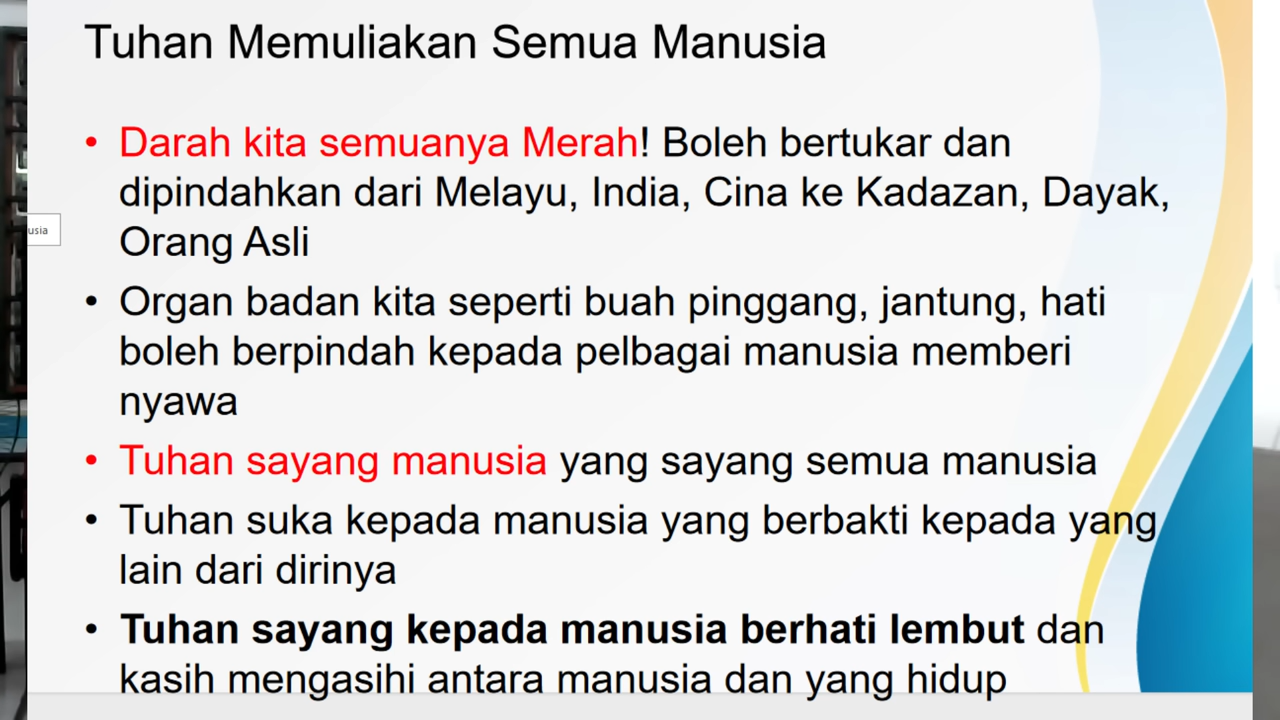 Tuhan Memuliakan Semua Manusia
• Darah kita semuanya Merah! Boleh bertukar dan
dipindahkan dari Melayu, India, Cina ke Kadazan, Dayak,
Orang Asli
usia
• Organ badan kita seperti buah pinggang, jantung, hati
boleh berpindah kepada pelbagai manusia memberi
nyawa
• Tuhan sayang manusia yang sayang semua manusia
• Tuhan suka kepada manusia yang berbakti kepada yang
lain dari dirinya
• Tuhan sayang kepada manusia berhati lembut dan
kasih mengasihi antara manusia dan yang hidup